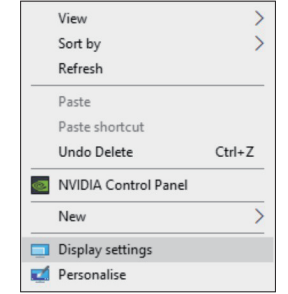 View
Sort by
Refresh
Paste
Paste shortcut
Undo Delete Ctrl+Z
NVIDIA Control Panel
New
Display settings
Personalise